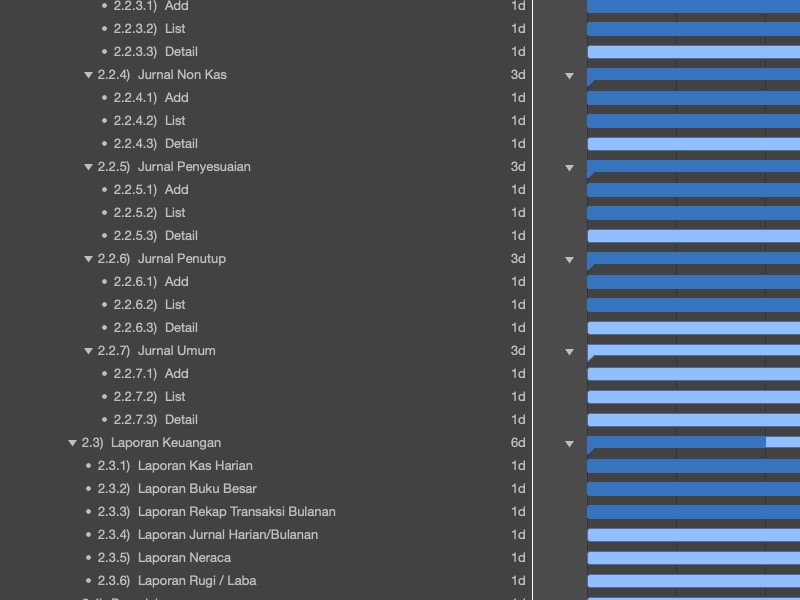 2.2.3.1) Add 1d
2.2.3.2) List 1d
2.2.3.3) Detail 1d
2.2.4) Jurnal Non Kas 3d
2.2.4.1) Add 1d
2.2.4.2) List 1d
2.2.4.3) Detail 1d
2.2.5) Jurnal Penyesuaian 3d
2.2.5.1) Add 1d
2.2.5.2) List 1d
2.2.5.3) Detail 1d
2.2.6) Jurnal Penutup 3d
2.2.6.1) Add 1d
2.2.6.2) List 1d
2.2.6.3) Detail 1d
2.2.7) Jurnal Umum 3d
2.2.7.1) Add 1d
2.2.7.2) List 1d
2.2.7.3) Detail 1d
2.3) Laporan Keuangan 6d
2.3.1) Laporan Kas Harian 1d
2.3.2) Laporan Buku Besar 1d
2.3.3) Laporan Rekap Transaksi Bulanan 1d
2.3.4) Laporan Jurnal Harian/Bulanan 1d
2.3.5) Laporan Neraca 1d
2.3.6) Laporan Rugi / Laba 1d